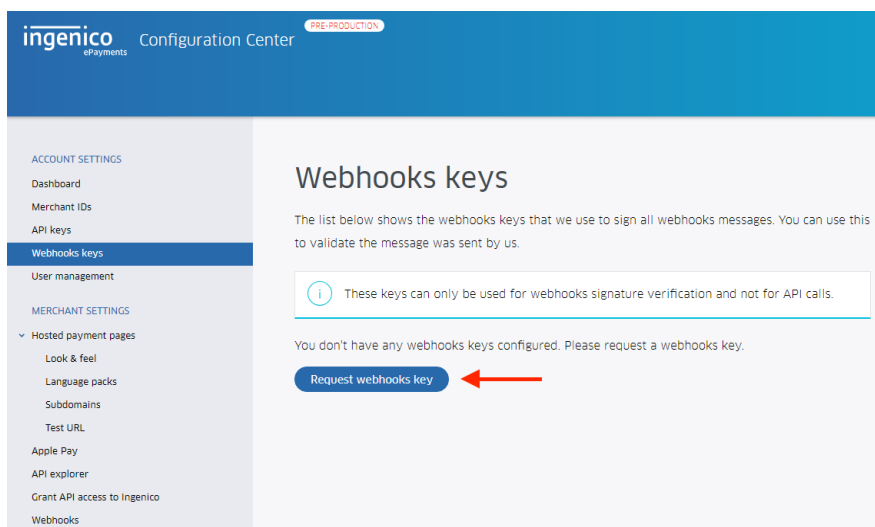 ingenico
ePayments
Configuration Center
PRE-PRODUCTION
ACCOUNT SETTINGS
Dashboard
Merchant IDs
API keys
Webhooks keys
User management
MERCHANT SETTINGS
Hosted payment pages
Look & feel
Language packs
Subdomains
Test URL
Apple Pay
API explorer
Grant API access to Ingenico
Webhooks
Webhooks keys
The list below shows the webhooks keys that we use to sign all webhooks messages. You can use this
to validate the message was sent by us.
i
These keys can only be used for webhooks signature verification and not for API calls.
You don't have any webhooks keys configured. Please request a webhooks key.
Request webhooks key